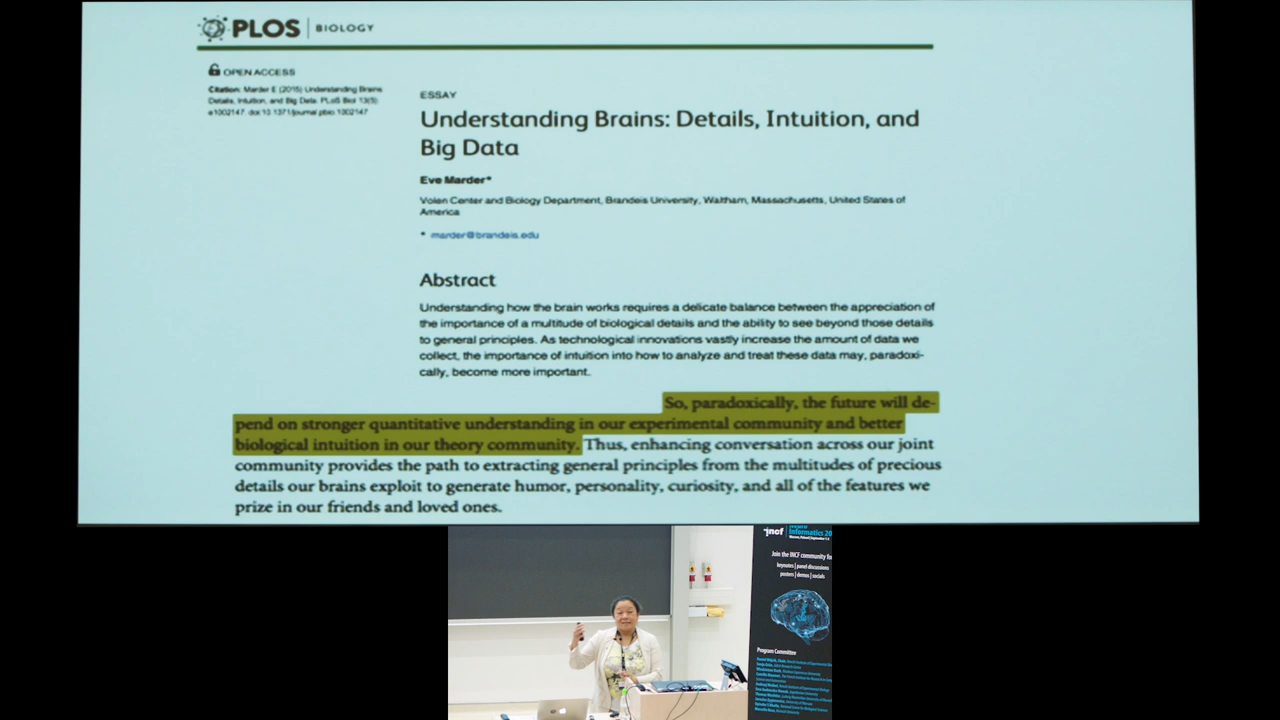 PLOS | BIOLOGY
OPEN ACCESS
Citation: Marder E (2015) Understanding Brains:
Details, Intuition, and Big Data. PLoS Biol 13(5):
e1002147. doi:10.1371/journal.pbio.1002147
ESSAY
Understanding Brains: Details, Intuition, and
Big Data
Eve Marder*
Volen Center and Biology Department, Brandeis University, Waltham, Massachusetts, United States of
America
* marder@brandeis.edu
Abstract
Understanding how the brain works requires a delicate balance between the appreciation of
the importance of a multitude of biological details and the ability to see beyond those details
to general principles. As technological innovations vastly increase the amount of data we
collect, the importance of intuition into how to analyze and treat these data may, paradoxi-
cally, become more important.
So, paradoxically, the future will de-
pend on stronger quantitative understanding in our experimental community and better
biological intuition in our theory community. Thus, enhancing conversation across our joint
community provides the path to extracting general principles from the multitudes of precious
details our brains exploit to generate humor, personality, curiosity, and all of the features we
prize in our friends and loved ones.
incf
Informatics 20
Join the INCF community fo
keynotes | panel discussions
posters | demos | socials
Program Committee